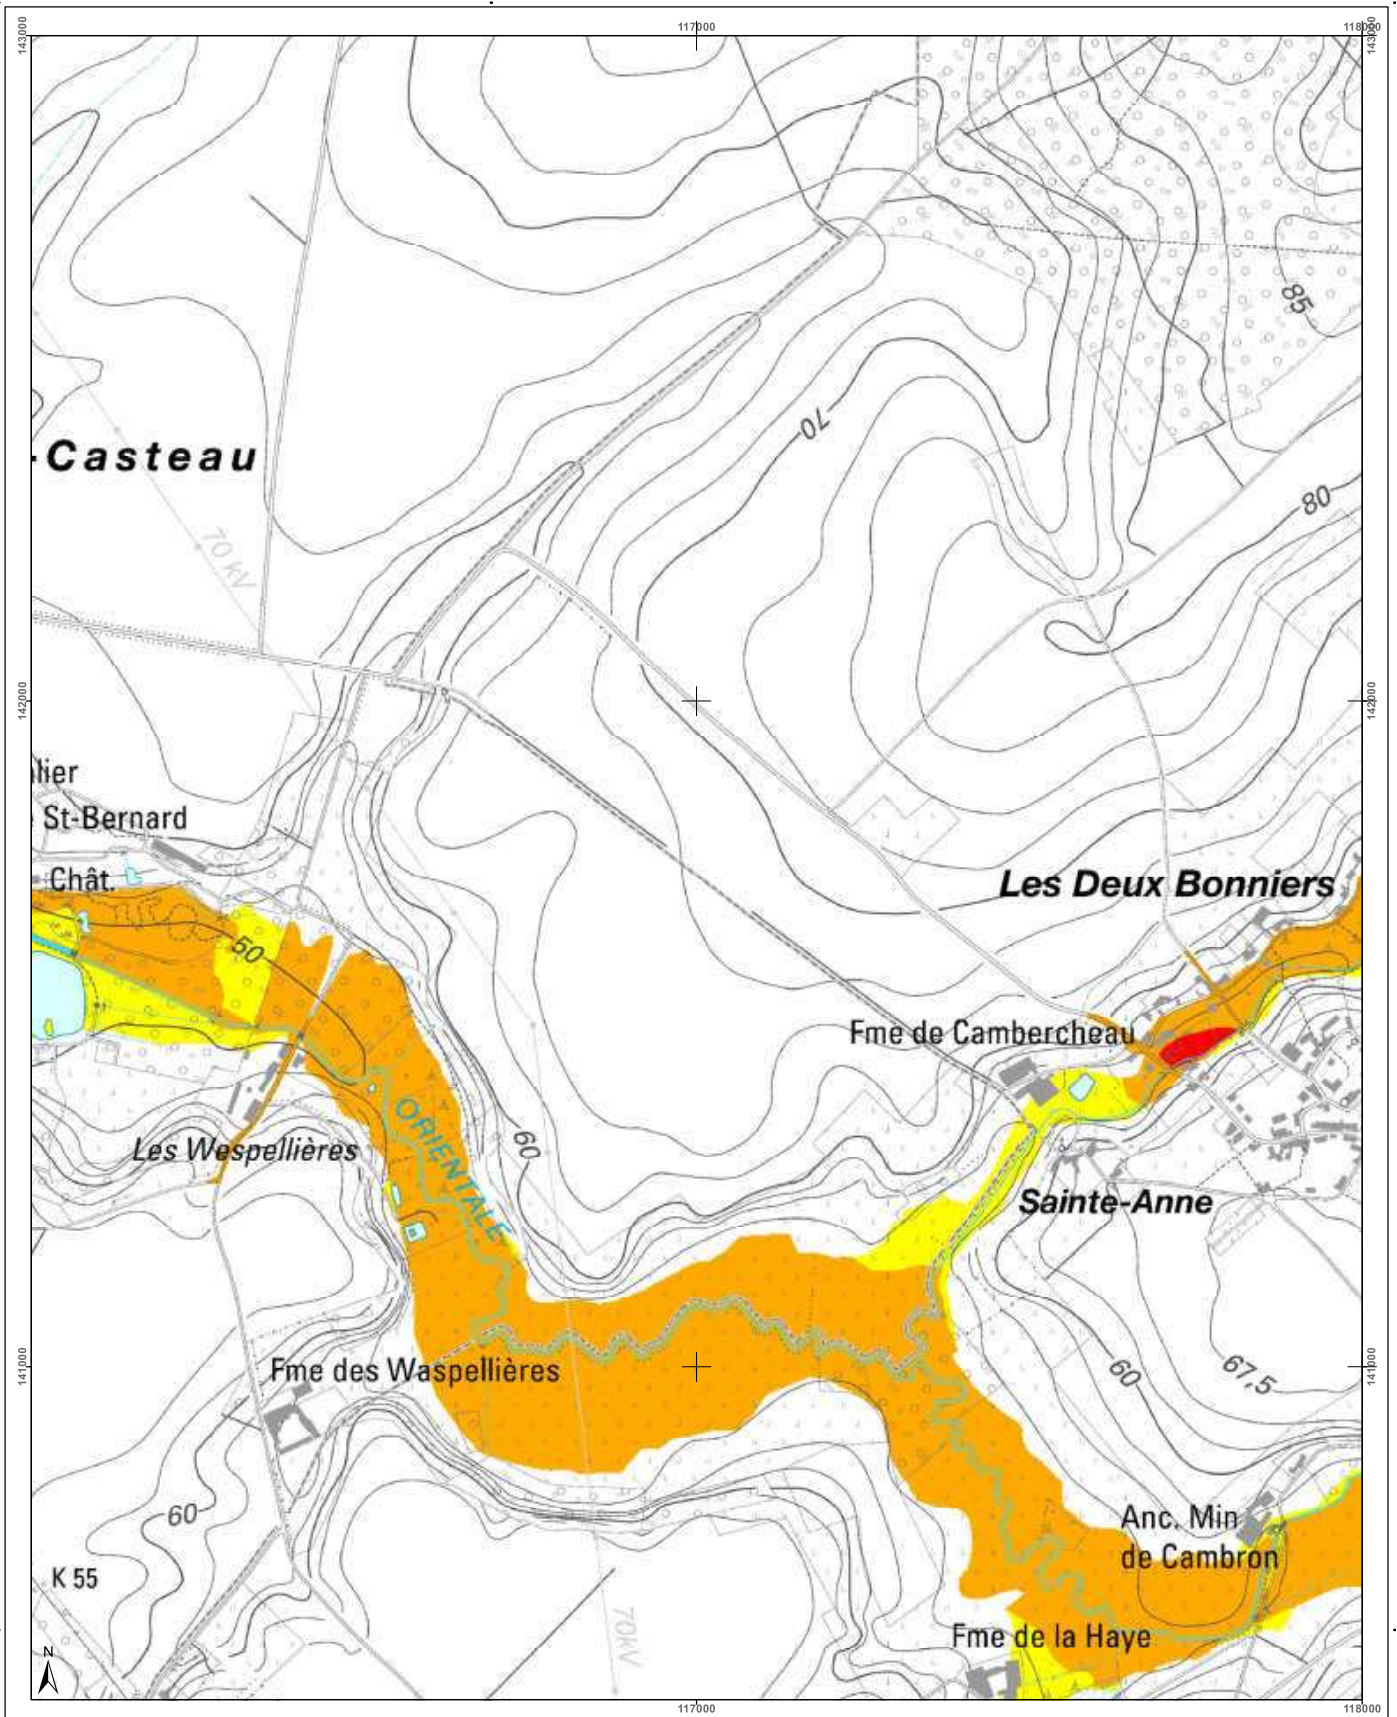 117000
118000
143000
143000
85
70
-Casteau
80
70 kV
142000
142000
lier
St-Bernard
Chât.
Les Deux Bonniers
50
Fme de Cambercheau
ORIENTALE
60
Les Wespellières
Sainte-Anne
141000
141000
Fme des Waspellières
60
67,5
60
Anc. Min
de Cambron
K 55
70KV
Fme de la Haye
N
117000
118000